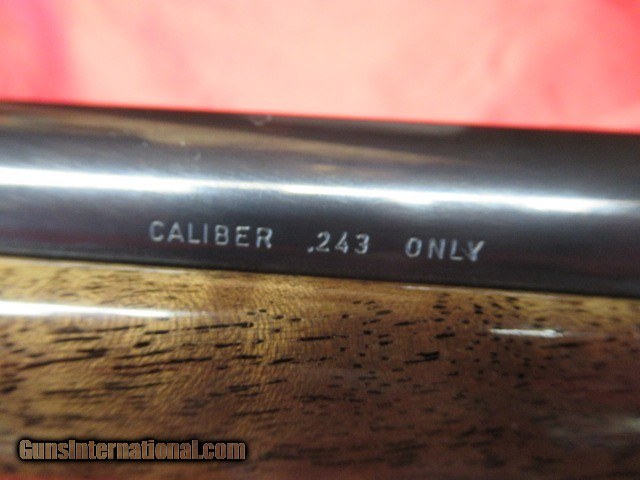 CALIBER .243 ONLY
GunsInternational.com